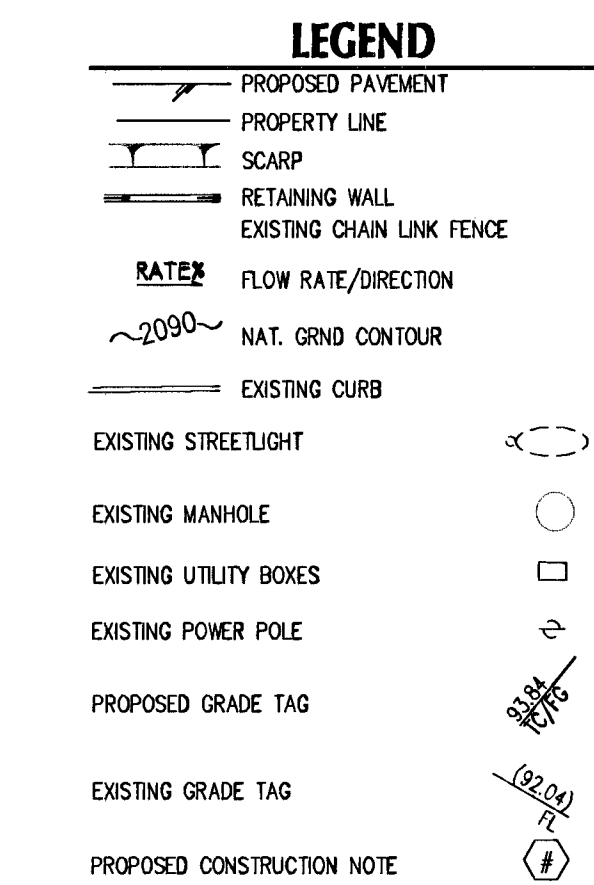 LEGEND
PROPOSED PAVEMENT
PROPERTY LINE
SCARP
RETAINING WALL
EXISTING CHAIN LINK FENCE
RATE% FLOW RATE/DIRECTION
~2090~ NAT. GRND CONTOUR
EXISTING CURB
EXISTING STREETLIGHT
EXISTING MANHOLE
EXISTING UTILITY BOXES
EXISTING POWER POLE
PROPOSED GRADE TAG 93.84
TC/FG
EXISTING GRADE TAG (92.04)
FL
PROPOSED CONSTRUCTION NOTE #